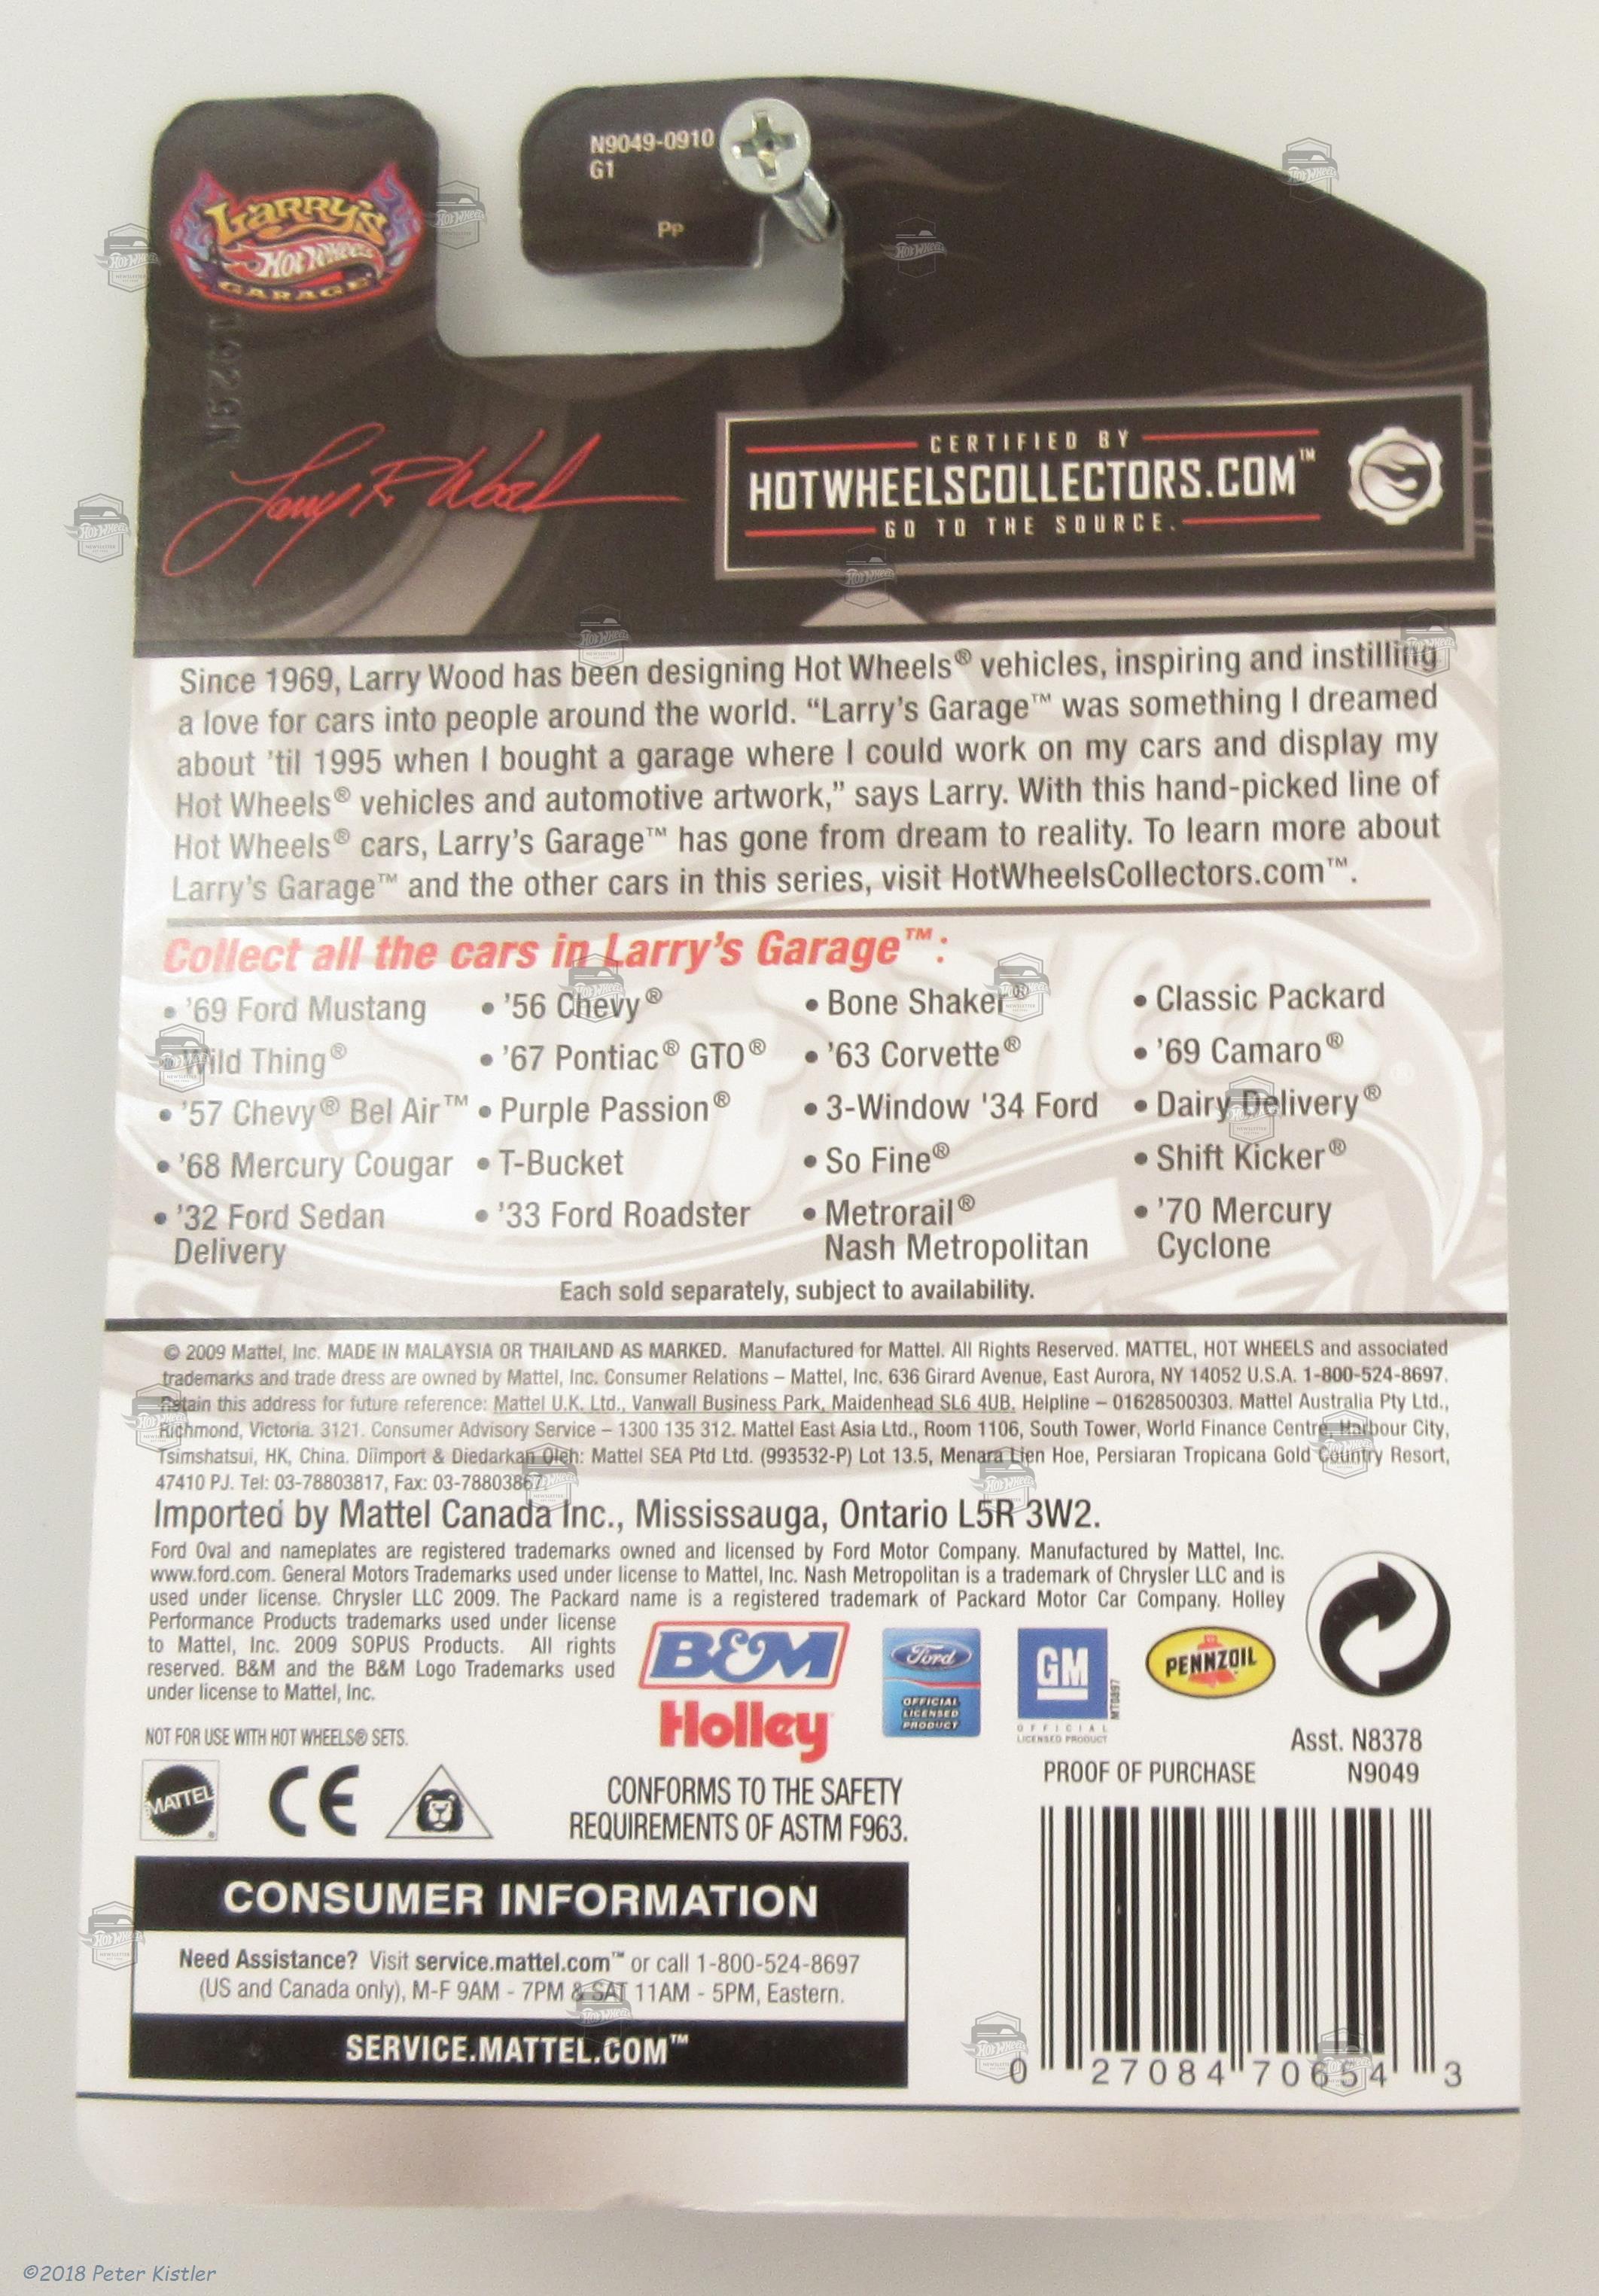 N9049-0910
G1
Pp
Larry's
Hot Wheels
GARAGE
Larry R. Wood
CERTIFIED BY
HOTWHEELSCOLLECTORS.COM™
GO TO THE SOURCE.
Since 1969, Larry Wood has been designing Hot Wheels® vehicles, inspiring and instilling
a love for cars into people around the world. “Larry’s Garage™ was something I dreamed
about ’til 1995 when I bought a garage where I could work on my cars and display my
Hot Wheels® vehicles and automotive artwork,” says Larry. With this hand-picked line of
Hot Wheels® cars, Larry’s Garage™ has gone from dream to reality. To learn more about
Larry’s Garage™ and the other cars in this series, visit HotWheelsCollectors.com™.
Collect all the cars in Larry’s Garage™:
• ’69 Ford Mustang
• Wild Thing®
• ’57 Chevy® Bel Air™
• ’68 Mercury Cougar
• ’32 Ford Sedan
Delivery
• ’56 Chevy®
• ’67 Pontiac® GTO®
• Purple Passion®
• T-Bucket
• ’33 Ford Roadster
• Bone Shaker®
• ’63 Corvette®
• 3-Window '34 Ford
• So Fine®
• Metrorail®
Nash Metropolitan
• Classic Packard
• ’69 Camaro®
• Dairy Delivery®
• Shift Kicker®
• ’70 Mercury
Cyclone
Each sold separately, subject to availability.
© 2009 Mattel, Inc. MADE IN MALAYSIA OR THAILAND AS MARKED. Manufactured for Mattel. All Rights Reserved. MATTEL, HOT WHEELS and associated
trademarks and trade dress are owned by Mattel, Inc. Consumer Relations – Mattel, Inc. 636 Girard Avenue, East Aurora, NY 14052 U.S.A. 1-800-524-8697.
Retain this address for future reference: Mattel U.K. Ltd., Vanwall Business Park, Maidenhead SL6 4UB. Helpline – 01628500303. Mattel Australia Pty Ltd.,
Richmond, Victoria. 3121. Consumer Advisory Service – 1300 135 312. Mattel East Asia Ltd., Room 1106, South Tower, World Finance Centre, Harbour City,
Tsimshatsui, HK, China. Diimport & Diedarkan Oleh: Mattel SEA Ptd Ltd. (993532-P) Lot 13.5, Menara Lien Hoe, Persiaran Tropicana Gold Country Resort,
47410 PJ. Tel: 03-78803817, Fax: 03-78803867.
Imported by Mattel Canada Inc., Mississauga, Ontario L5R 3W2.
Ford Oval and nameplates are registered trademarks owned and licensed by Ford Motor Company. Manufactured by Mattel, Inc.
www.ford.com. General Motors Trademarks used under license to Mattel, Inc. Nash Metropolitan is a trademark of Chrysler LLC and is
used under license. Chrysler LLC 2009. The Packard name is a registered trademark of Packard Motor Car Company. Holley
Performance Products trademarks used under license
to Mattel, Inc. 2009 SOPUS Products. All rights
reserved. B&M and the B&M Logo Trademarks used
under license to Mattel, Inc.
B&M
Holley
Ford
OFFICIAL
LICENSED
PRODUCT
GM
MT0897
OFFICIAL
LICENSED PRODUCT
PENNZOIL
NOT FOR USE WITH HOT WHEELS® SETS.
MATTEL
CE
CONFORMS TO THE SAFETY
REQUIREMENTS OF ASTM F963.
Asst. N8378
PROOF OF PURCHASE N9049
CONSUMER INFORMATION
Need Assistance? Visit service.mattel.com™ or call 1-800-524-8697
(US and Canada only), M-F 9AM - 7PM & SAT 11AM - 5PM, Eastern.
SERVICE.MATTEL.COM™
0 27084 70654 3
©2018 Peter Kistler